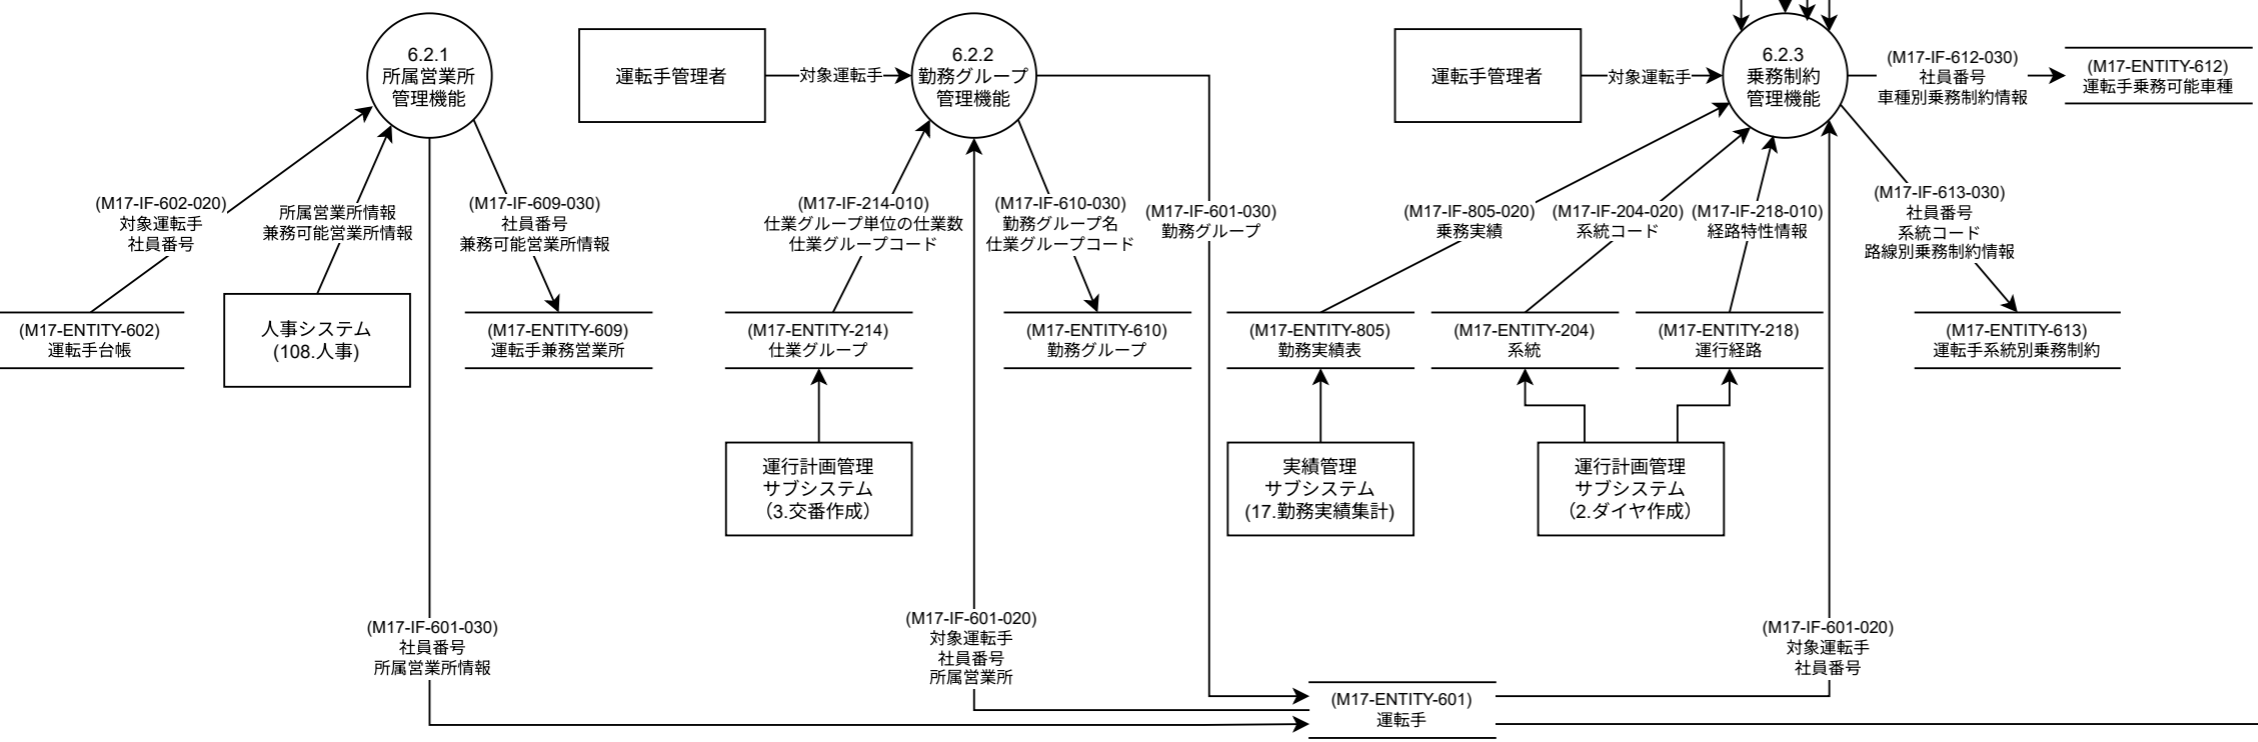 6.2.1
所属営業所
管理機能
運転手管理者
対象運転手
6.2.2
勤務グループ
管理機能
運転手管理者
対象運転手
6.2.3
乗務制約
管理機能
(M17-IF-612-030)
社員番号
車種別乗務制約情報
(M17-ENTITY-612)
運転手乗務可能車種
(M17-IF-602-020)
対象運転手
社員番号
所属営業所情報
兼務可能営業所情報
(M17-IF-609-030)
社員番号
兼務可能営業所情報
(M17-IF-214-010)
仕業グループ単位の仕業数
仕業グループコード
(M17-IF-610-030)
勤務グループ名
仕業グループコード
(M17-IF-601-030)
勤務グループ
(M17-IF-805-020)
乗務実績
(M17-IF-204-020)
系統コード
(M17-IF-218-010)
経路特性情報
(M17-IF-613-030)
社員番号
系統コード
路線別乗務制約情報
(M17-ENTITY-602)
運転手台帳
人事システム
(108.人事)
(M17-ENTITY-609)
運転手兼務営業所
(M17-ENTITY-214)
仕業グループ
(M17-ENTITY-610)
勤務グループ
(M17-ENTITY-805)
勤務実績表
(M17-ENTITY-204)
系統
(M17-ENTITY-218)
運行経路
(M17-ENTITY-613)
運転手系統別乗務制約
運行計画管理
サブシステム
（3.交番作成）
実績管理
サブシステム
(17.勤務実績集計)
運行計画管理
サブシステム
（2.ダイヤ作成）
(M17-IF-601-030)
社員番号
所属営業所情報
(M17-IF-601-020)
対象運転手
社員番号
所属営業所
(M17-IF-601-020)
対象運転手
社員番号
(M17-ENTITY-601)
運転手